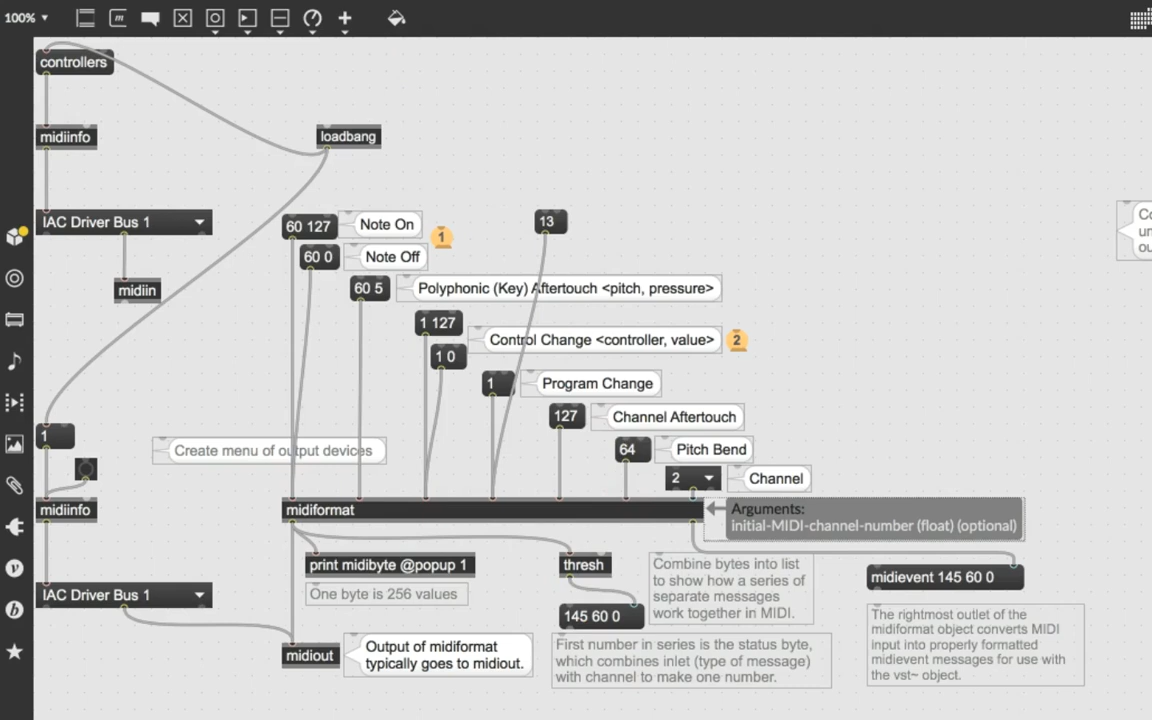 100%
controllers
midiinfo
loadbang
IAC Driver Bus 1
midiin
60 127
Note On
1
13
60 0
Note Off
60 5
Polyphonic (Key) Aftertouch <pitch, pressure>
1 127
1 0
Control Change <controller, value>
2
1
Program Change
127
Channel Aftertouch
64
Pitch Bend
2
Channel
1
Create menu of output devices
midiinfo
midiformat
Arguments:
initial-MIDI-channel-number (float) (optional)
print midibyte @popup 1
One byte is 256 values
thresh
Combine bytes into list
to show how a series of
separate messages
work together in MIDI.
midievent 145 60 0
IAC Driver Bus 1
145 60 0
The rightmost outlet of the
midiformat object converts MIDI
input into properly formatted
midievent messages for use with
the vst~ object.
midiout
Output of midiformat
typically goes to midiout.
First number in series is the status byte,
which combines inlet (type of message)
with channel to make one number.